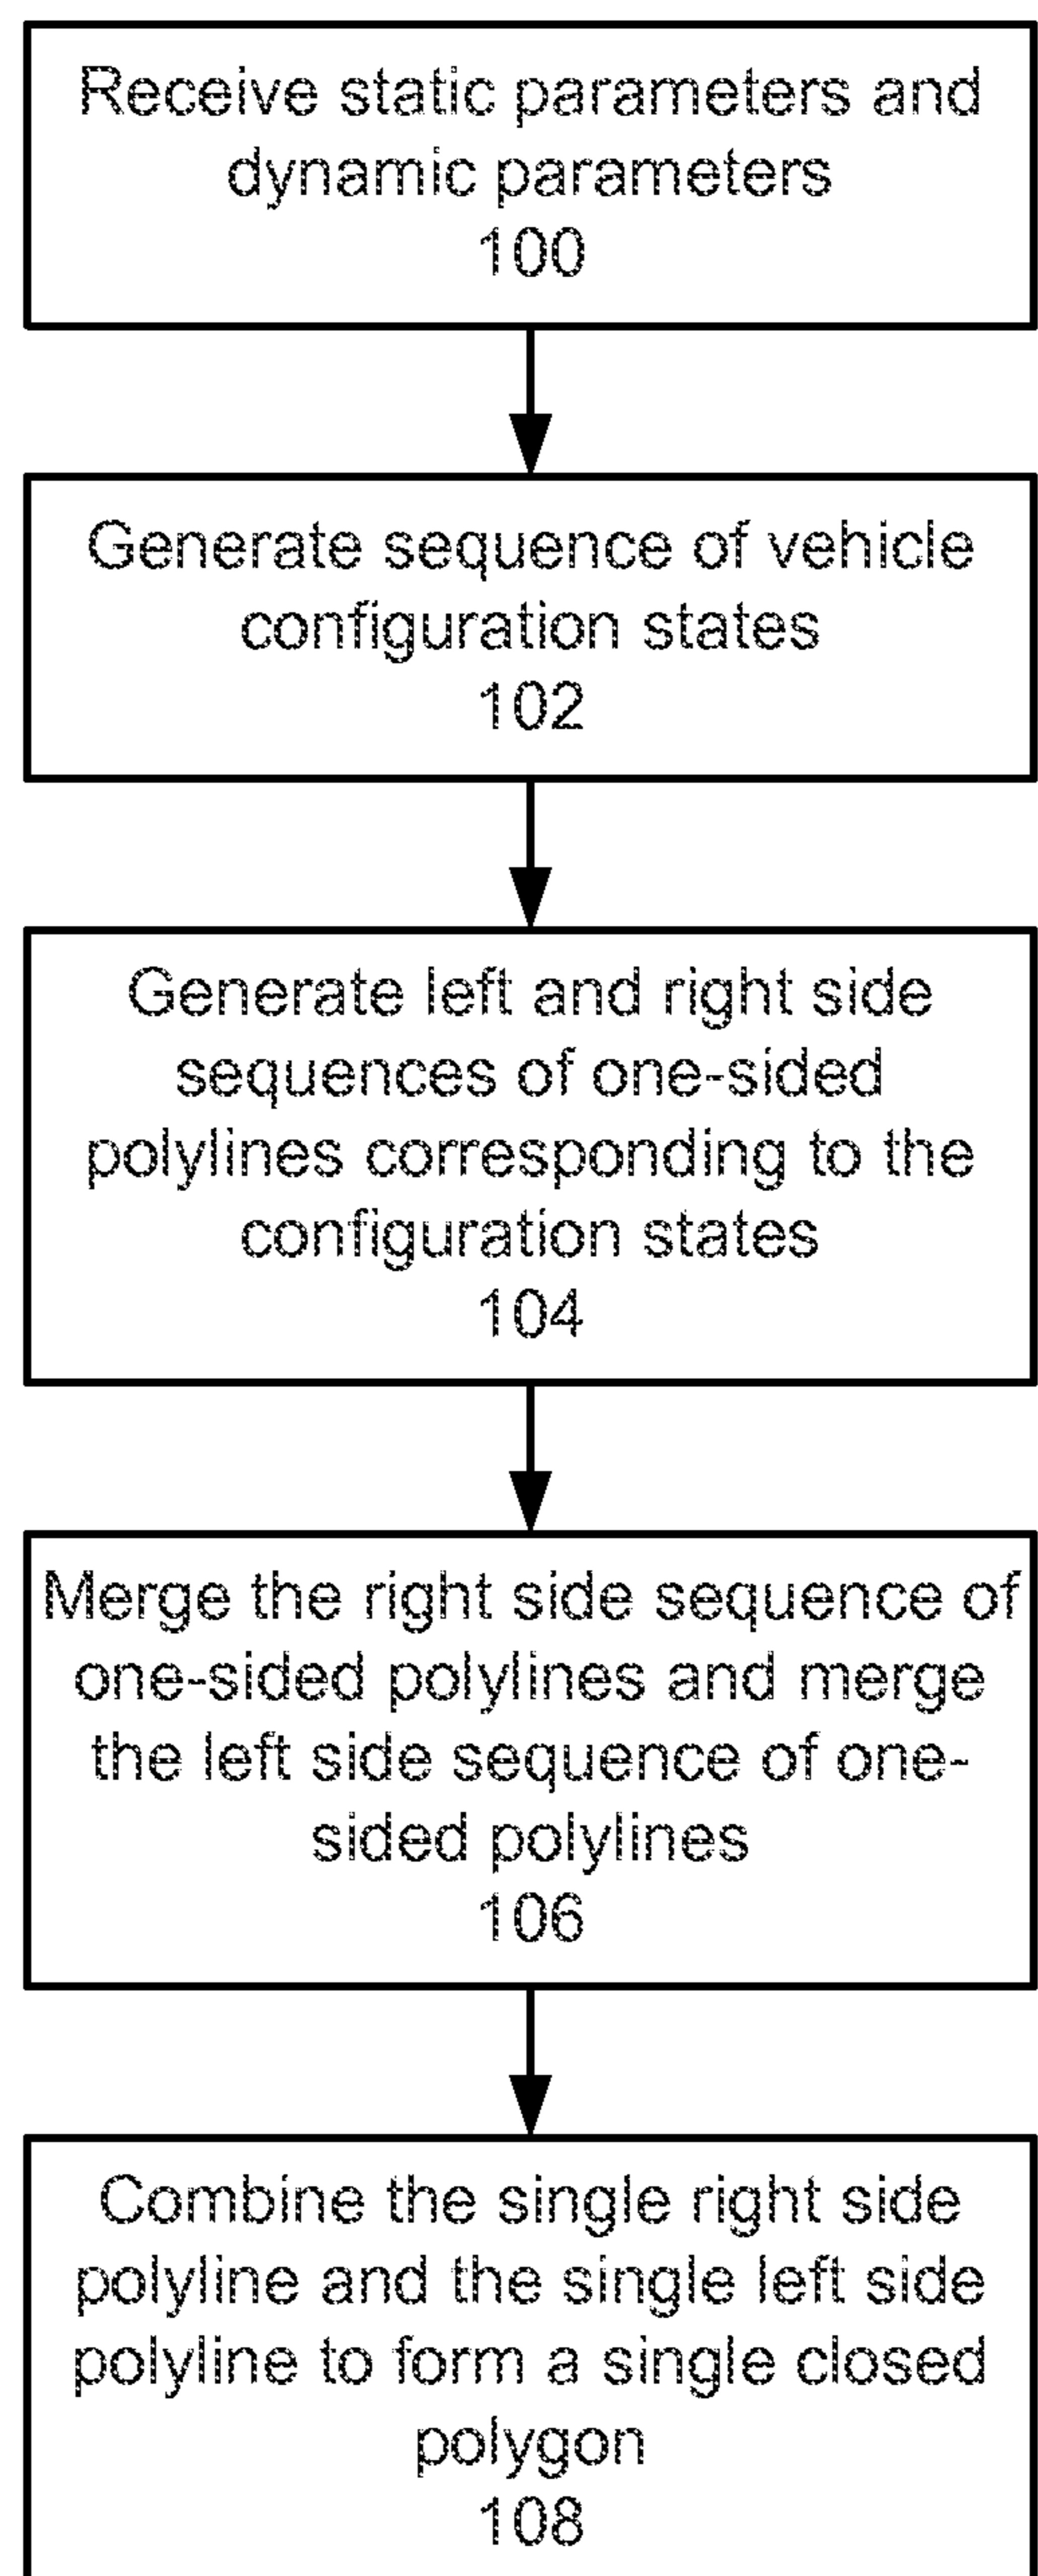 Receive static parameters and
dynamic parameters
100
Generate sequence of vehicle
configuration states
102
Generate left and right side
sequences of one-sided
polylines corresponding to the
configuration states
104
Merge the right side sequence of
one-sided polylines and merge
the left side sequence of one-
sided polylines
106
Combine the single right side
polyline and the single left side
polyline to form a single closed
polygon
108